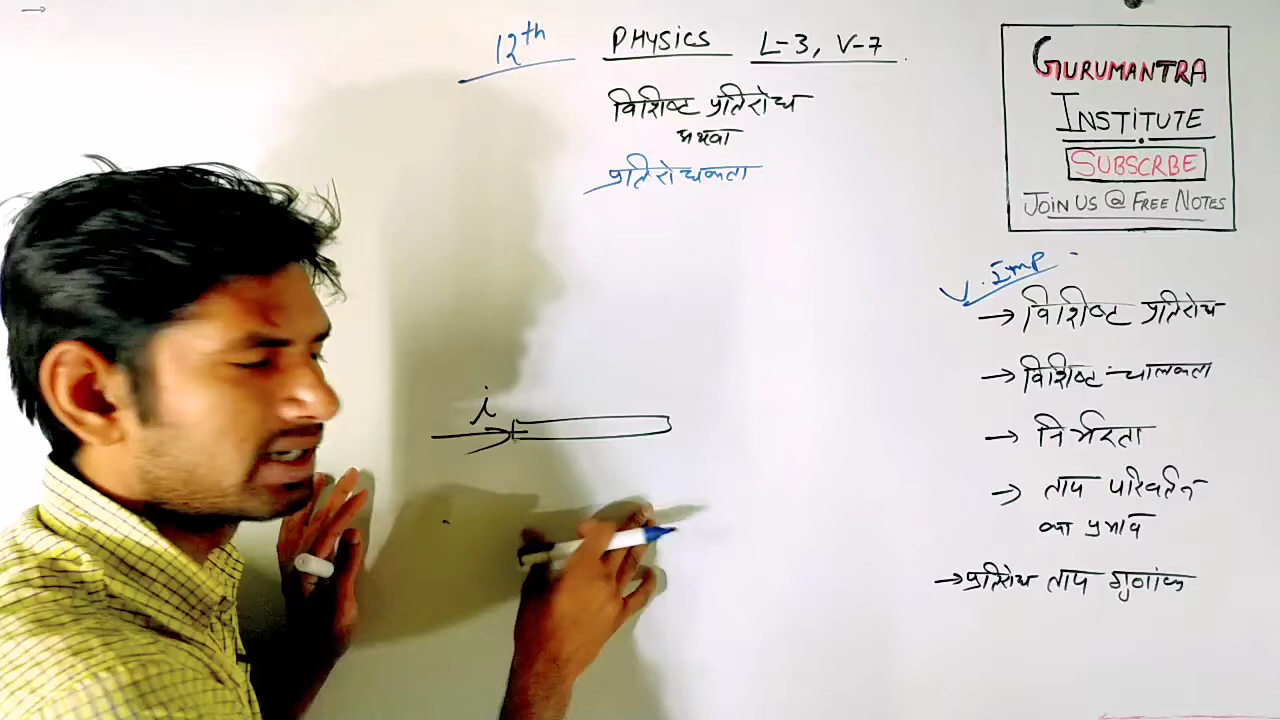 12th PHYSICS L-3, V-7
विशिष्ट प्रतिरोध
अथवा
प्रतिरोधकता
i
GURUMANTRA
INSTITUTE
SUBSCRBE
JOIN US @ FREE NOTES
V. Imp
→ विशिष्ट प्रतिरोध
→ विशिष्ट चालकता
→ निर्भरता
→ ताप परिवर्तन
का प्रभाव
→ प्रतिरोध ताप गुणांक